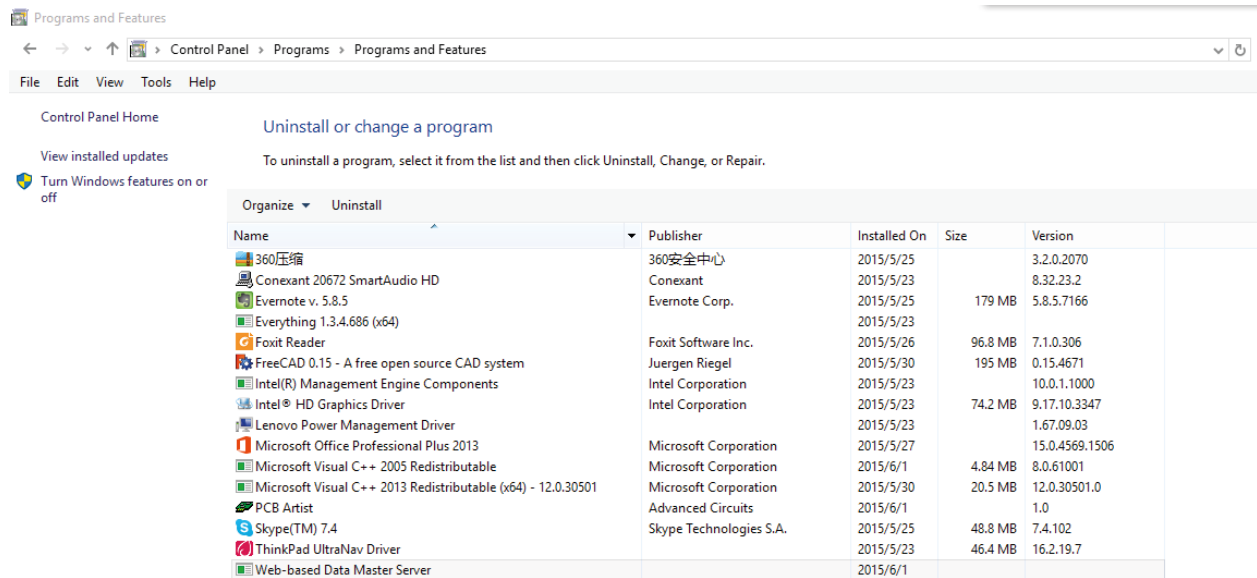 Programs and Features
Control Panel > Programs > Programs and Features
File Edit View Tools Help
Control Panel Home
View installed updates
Turn Windows features on or
off
Uninstall or change a program
To uninstall a program, select it from the list and then click Uninstall, Change, or Repair.
Organize Uninstall
Name Publisher Installed On Size Version
360压缩 360安全中心 2015/5/25 3.2.0.2070
Conexant 20672 SmartAudio HD Conexant 2015/5/23 8.32.23.2
Evernote v. 5.8.5 Evernote Corp. 2015/5/25 179 MB 5.8.5.7166
Everything 1.3.4.686 (x64) 2015/5/23
Foxit Reader Foxit Software Inc. 2015/5/26 96.8 MB 7.1.0.306
FreeCAD 0.15 - A free open source CAD system Juergen Riegel 2015/5/30 195 MB 0.15.4671
Intel(R) Management Engine Components Intel Corporation 2015/5/23 10.0.1.1000
Intel® HD Graphics Driver Intel Corporation 2015/5/23 74.2 MB 9.17.10.3347
Lenovo Power Management Driver 2015/5/23 1.67.09.03
Microsoft Office Professional Plus 2013 Microsoft Corporation 2015/5/27 15.0.4569.1506
Microsoft Visual C++ 2005 Redistributable Microsoft Corporation 2015/6/1 4.84 MB 8.0.61001
Microsoft Visual C++ 2013 Redistributable (x64) - 12.0.30501 Microsoft Corporation 2015/5/30 20.5 MB 12.0.30501.0
PCB Artist Advanced Circuits 2015/6/1 1.0
Skype(TM) 7.4 Skype Technologies S.A. 2015/5/25 48.8 MB 7.4.102
ThinkPad UltraNav Driver 2015/5/23 46.4 MB 16.2.19.7
Web-based Data Master Server 2015/6/1